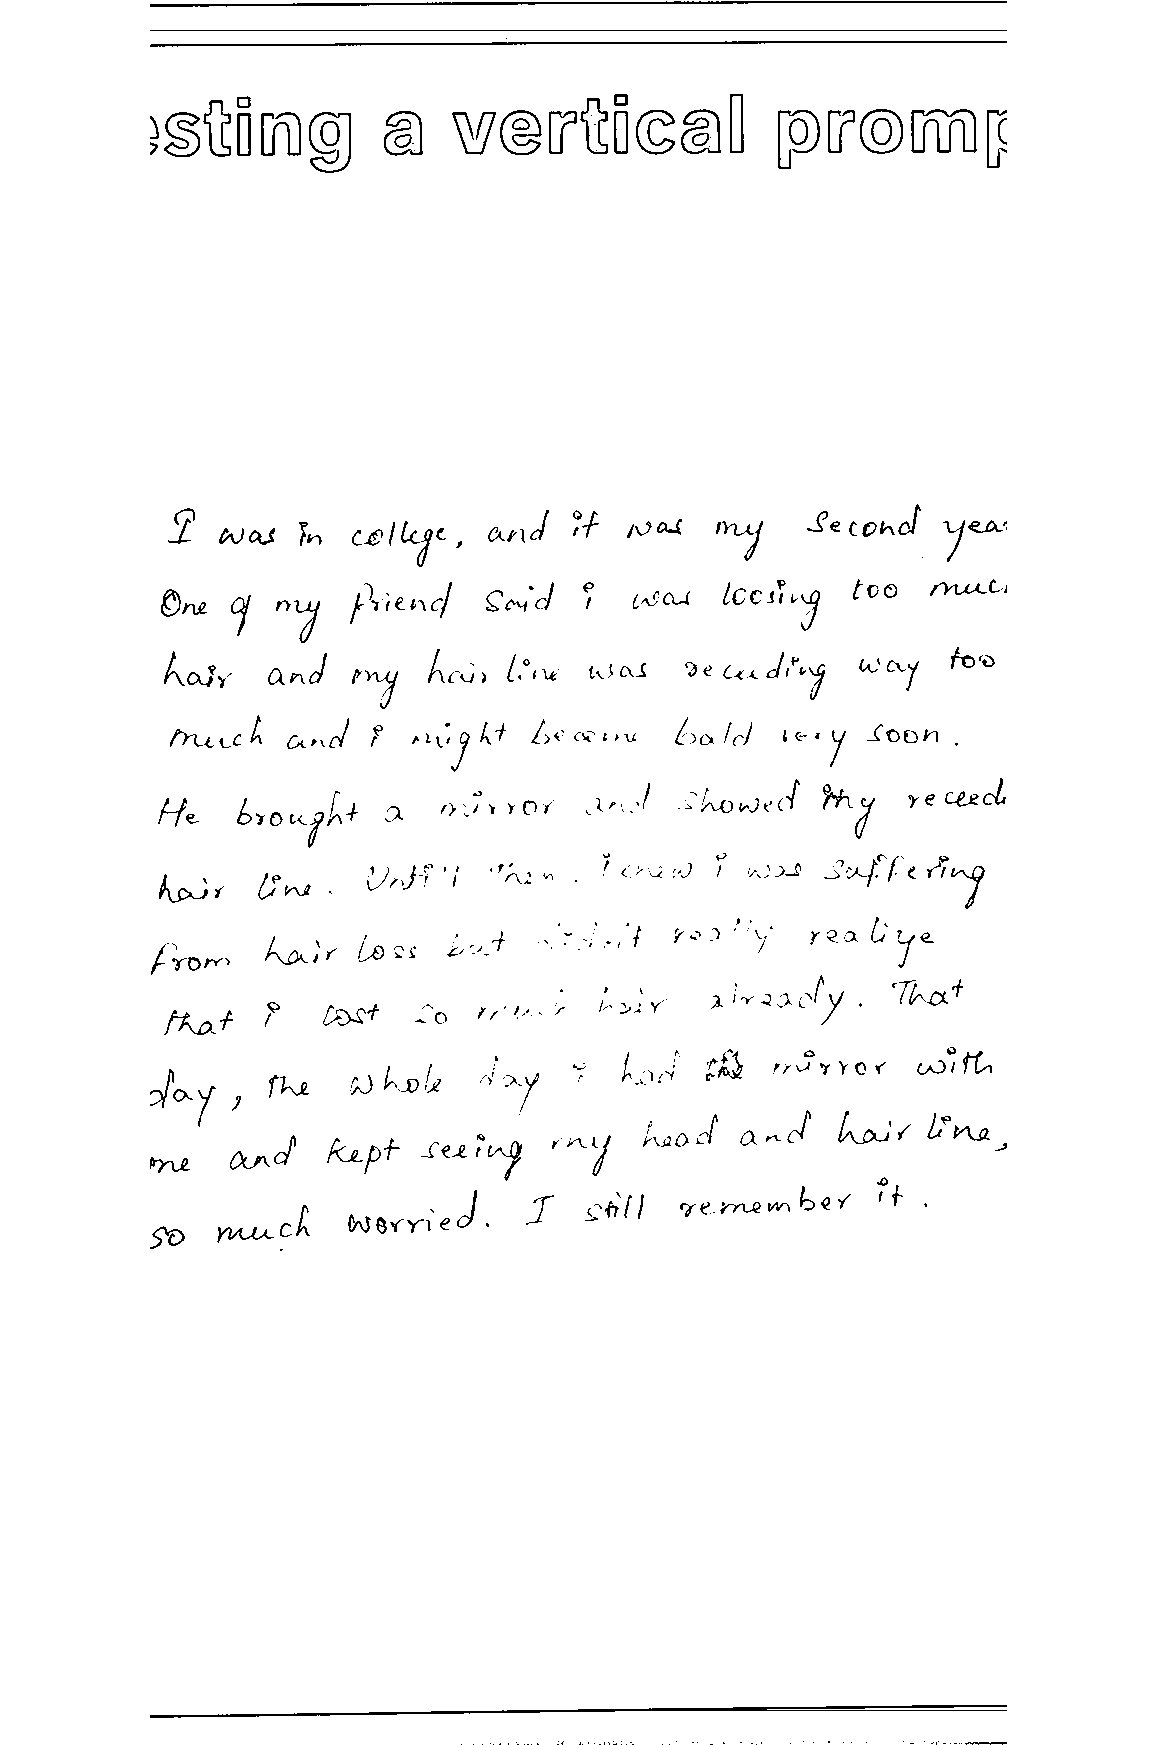 esting a vertical promp
I was in college, and it was my second year
One of my friend said i was loosing too much
hair and my hair line was receeding way too
much and i might become bald very soon.
He brought a mirror and showed my receed
hair line. Until then. I knew i was suffering
from hair loss but didn't really realize
that i lost so much hair already. That
day, the whole day i had the mirror with
me and kept seeing my head and hair line,
so much worried. I still remember it.